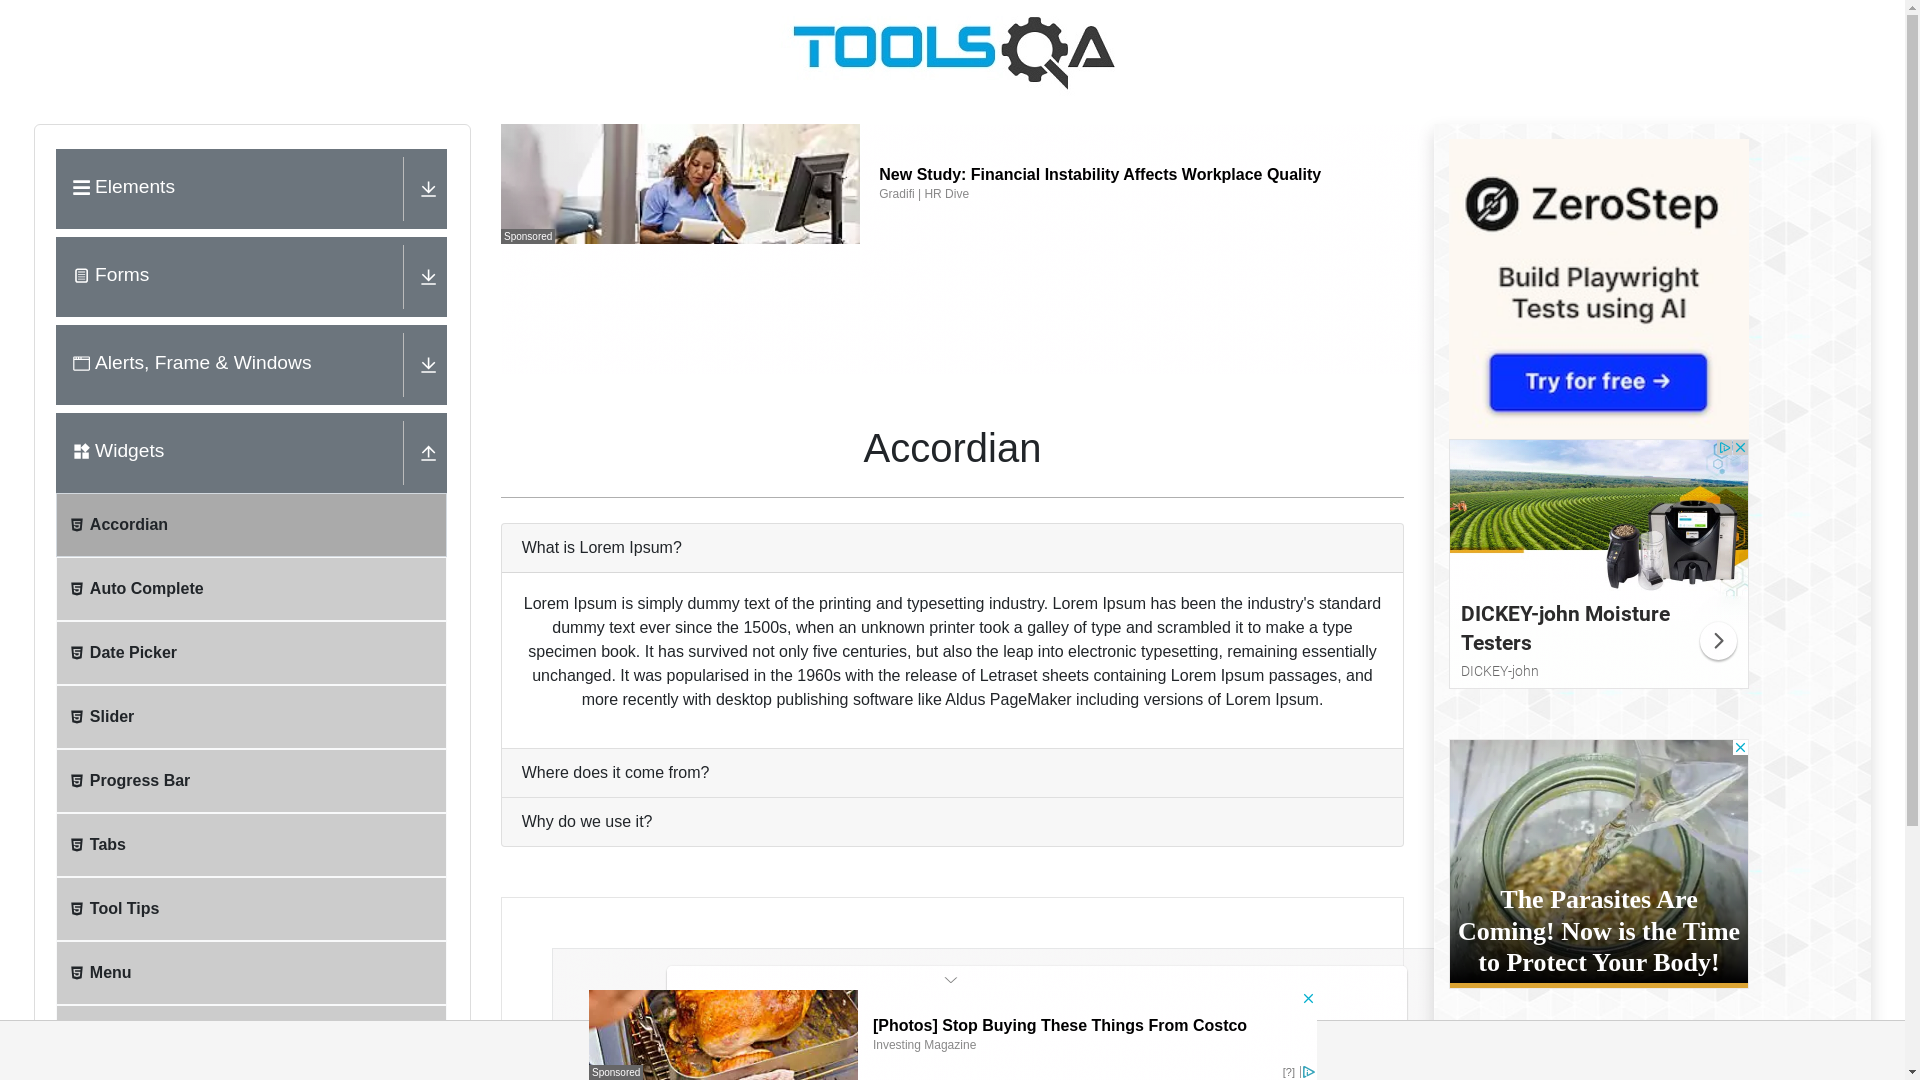 TOOLSQA
Elements
Forms
Alerts, Frame & Windows
Widgets
Accordian
Auto Complete
Date Picker
Slider
Progress Bar
Tabs
Tool Tips
Menu
Sponsored
New Study: Financial Instability Affects Workplace Quality
Gradifi | HR Dive
Accordian
What is Lorem Ipsum?
Lorem Ipsum is simply dummy text of the printing and typesetting industry. Lorem Ipsum has been the industry's standard
dummy text ever since the 1500s, when an unknown printer took a galley of type and scrambled it to make a type
specimen book. It has survived not only five centuries, but also the leap into electronic typesetting, remaining essentially
unchanged. It was popularised in the 1960s with the release of Letraset sheets containing Lorem Ipsum passages, and
more recently with desktop publishing software like Aldus PageMaker including versions of Lorem Ipsum.
Where does it come from?
Why do we use it?
ZeroStep
Build Playwright
Tests using AI
Try for free →
DICKEY-john Moisture
Testers
DICKEY-john
The Parasites Are
Coming! Now is the Time
to Protect Your Body!
[Photos] Stop Buying These Things From Costco
Investing Magazine
Sponsored
[?]